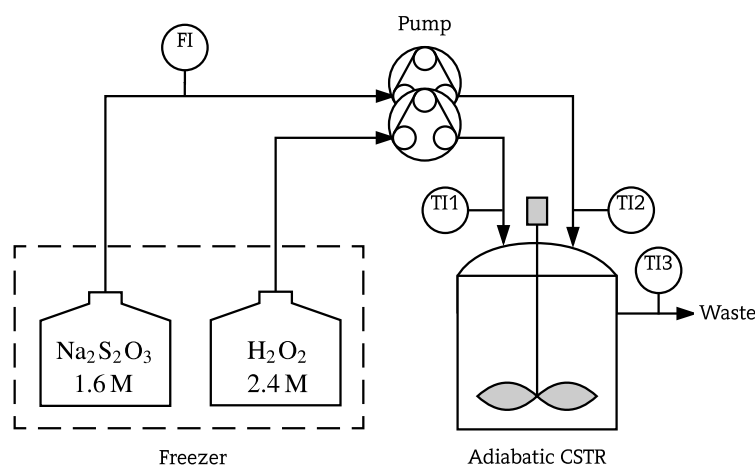 Pump
FI
TI1
TI2
TI3
Waste
Na₂S₂O₃
1.6 M
H₂O₂
2.4 M
Freezer
Adiabatic CSTR